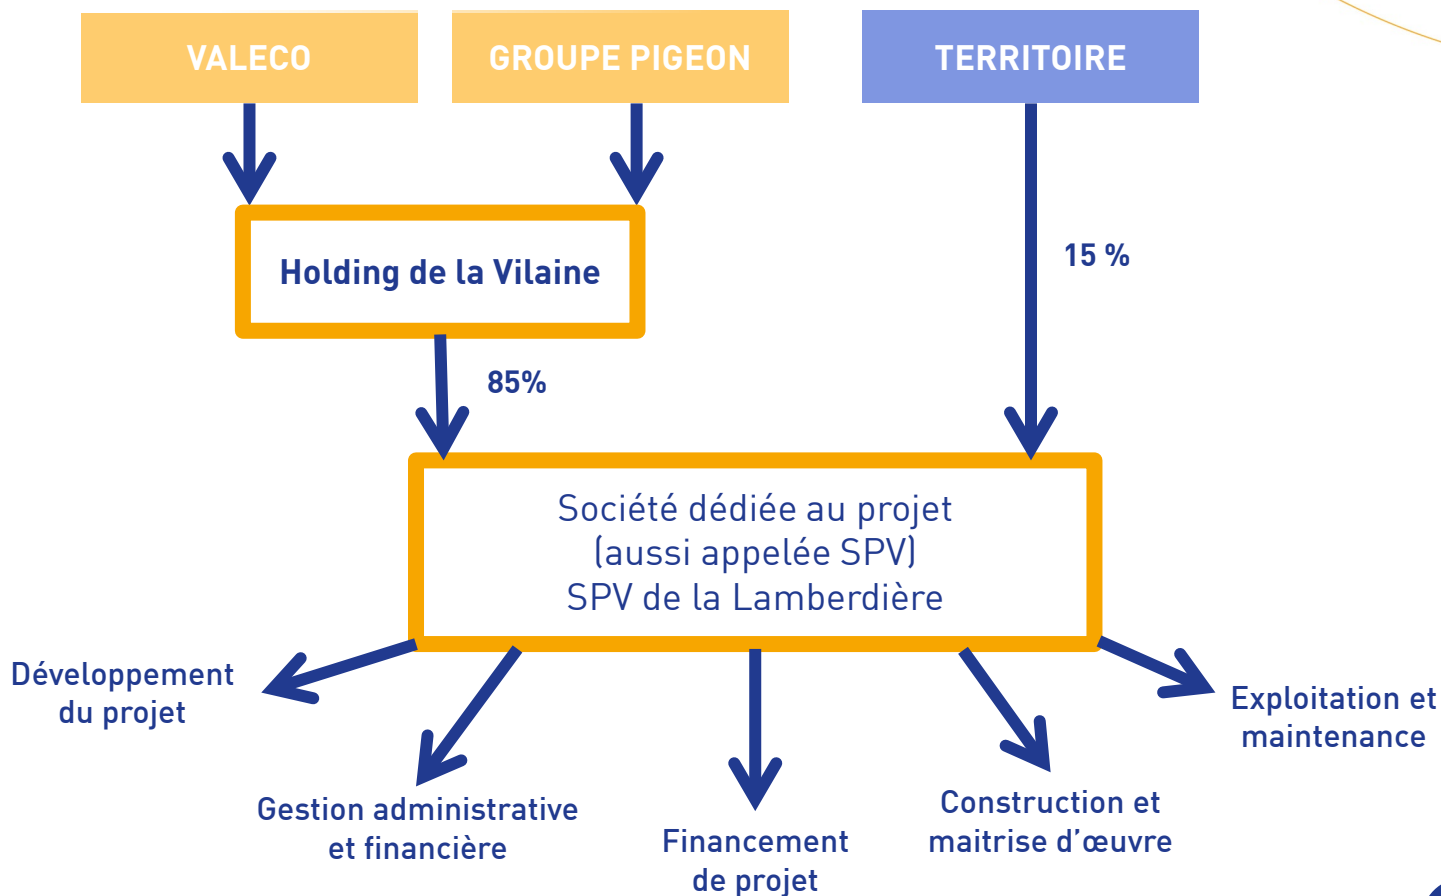 VALECO
GROUPE PIGEON
TERRITOIRE
Holding de la Vilaine
15 %
85%
Société dédiée au projet
(aussi appelée SPV)
SPV de la Lamberdière
Développement
du projet
Exploitation et
maintenance
Gestion administrative
et financière
Construction et
maitrise d’œuvre
Financement
de projet